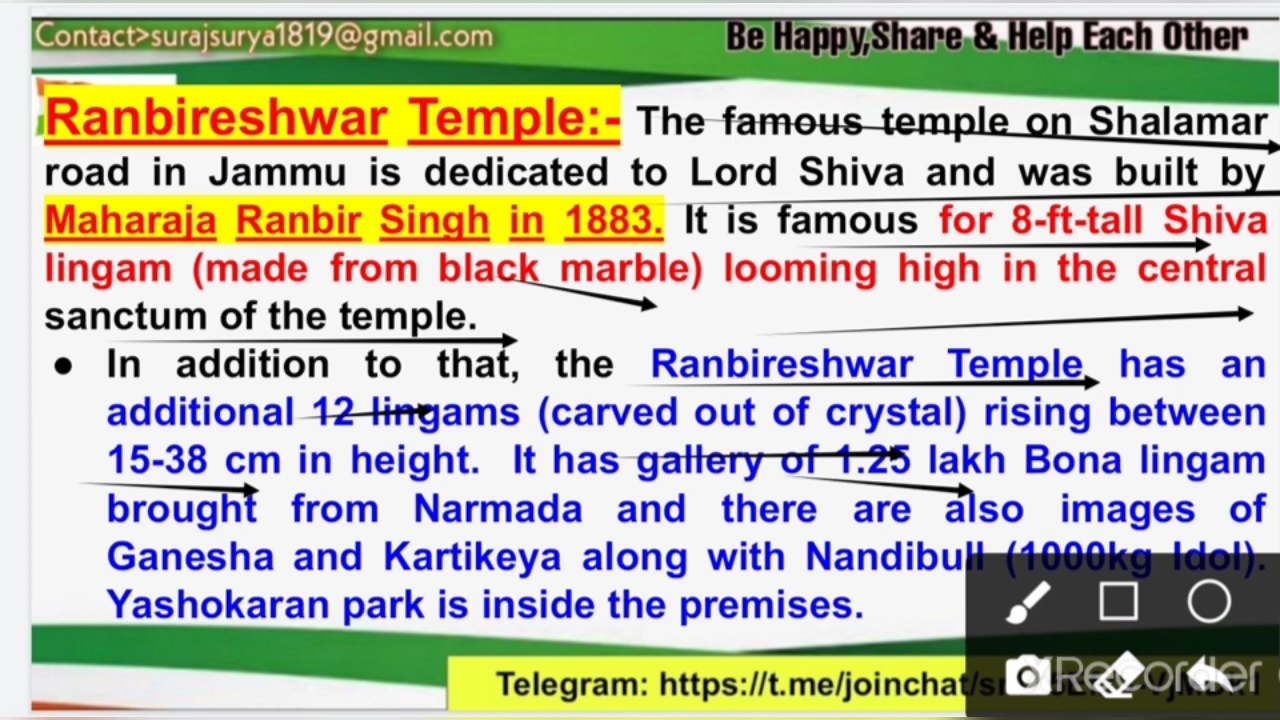 Contact>surajsurya1819@gmail.com
Be Happy,Share & Help Each Other
Ranbireshwar Temple:- The famous temple on Shalamar
road in Jammu is dedicated to Lord Shiva and was built by
Maharaja Ranbir Singh in 1883. It is famous for 8-ft-tall Shiva
lingam (made from black marble) looming high in the central
sanctum of the temple.
● In addition to that, the Ranbireshwar Temple has an
additional 12 lingams (carved out of crystal) rising between
15-38 cm in height. It has gallery of 1.25 lakh Bona lingam
brought from Narmada and there are also images of
Ganesha and Kartikeya along with Nandibull (1000kg Idol).
Yashokaran park is inside the premises.
Telegram: https://t.me/joinchat/
XRecorder